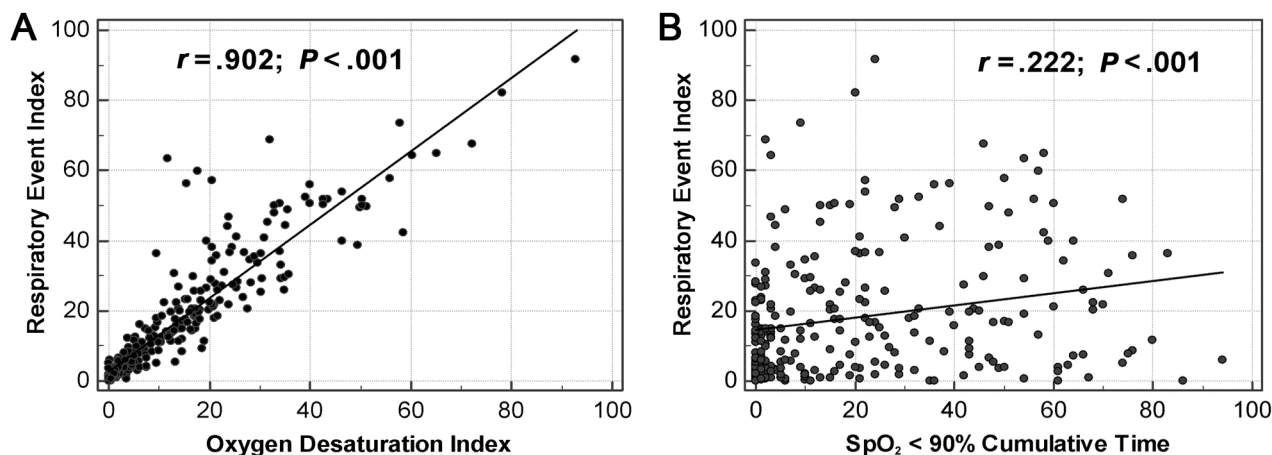 A
r = .902; P < .001
Respiratory Event Index
100
80
60
40
20
0
0 20 40 60 80 100
Oxygen Desaturation Index
B
r = .222; P < .001
Respiratory Event Index
100
80
60
40
20
0
0 20 40 60 80 100
SpO₂ < 90% Cumulative Time